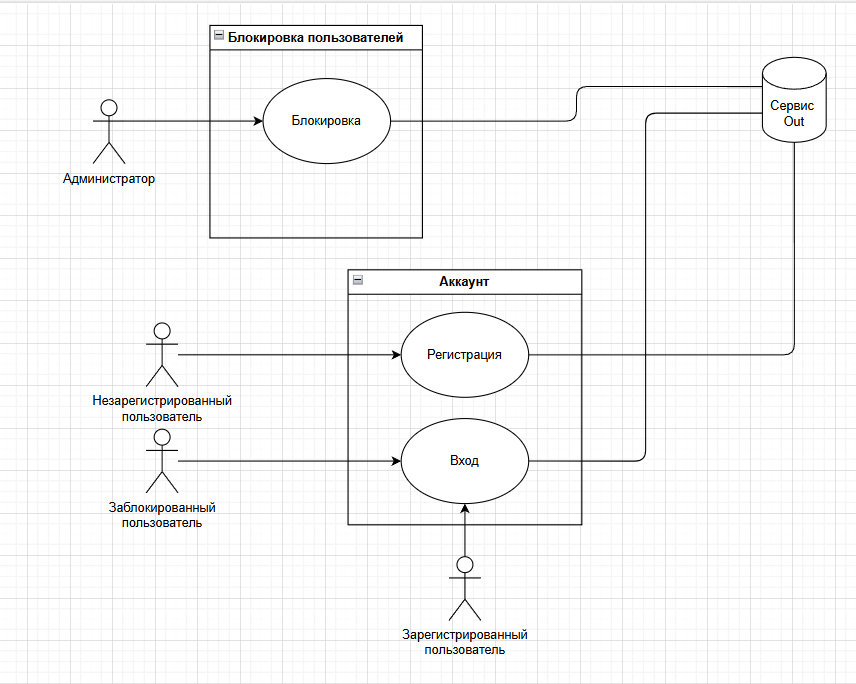 Блокировка пользователей
Блокировка
Сервис
Out
Администратор
Аккаунт
Регистрация
Незарегистрированный
пользователь
Вход
Заблокированный
пользователь
Зарегистрированный
пользователь